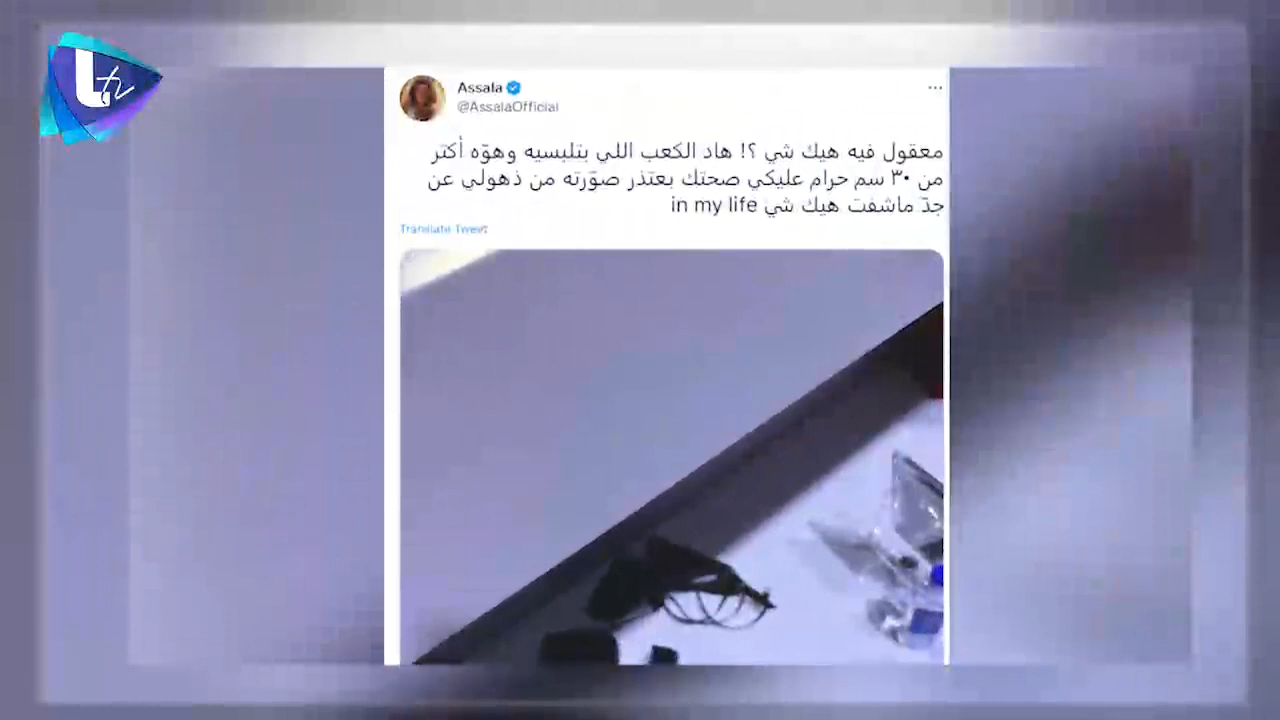 Ltv
Assala
@AssalaOfficial
معقول فيه هيك شي ؟! هاد الكعب اللي بتلبسيه وهوّه أكتر
من ٣٠ سم حرام عليكي صحتك بعتذر صوّرته من ذهولي عن
جدّ ماشفت هيك شي in my life
Translate Tweet